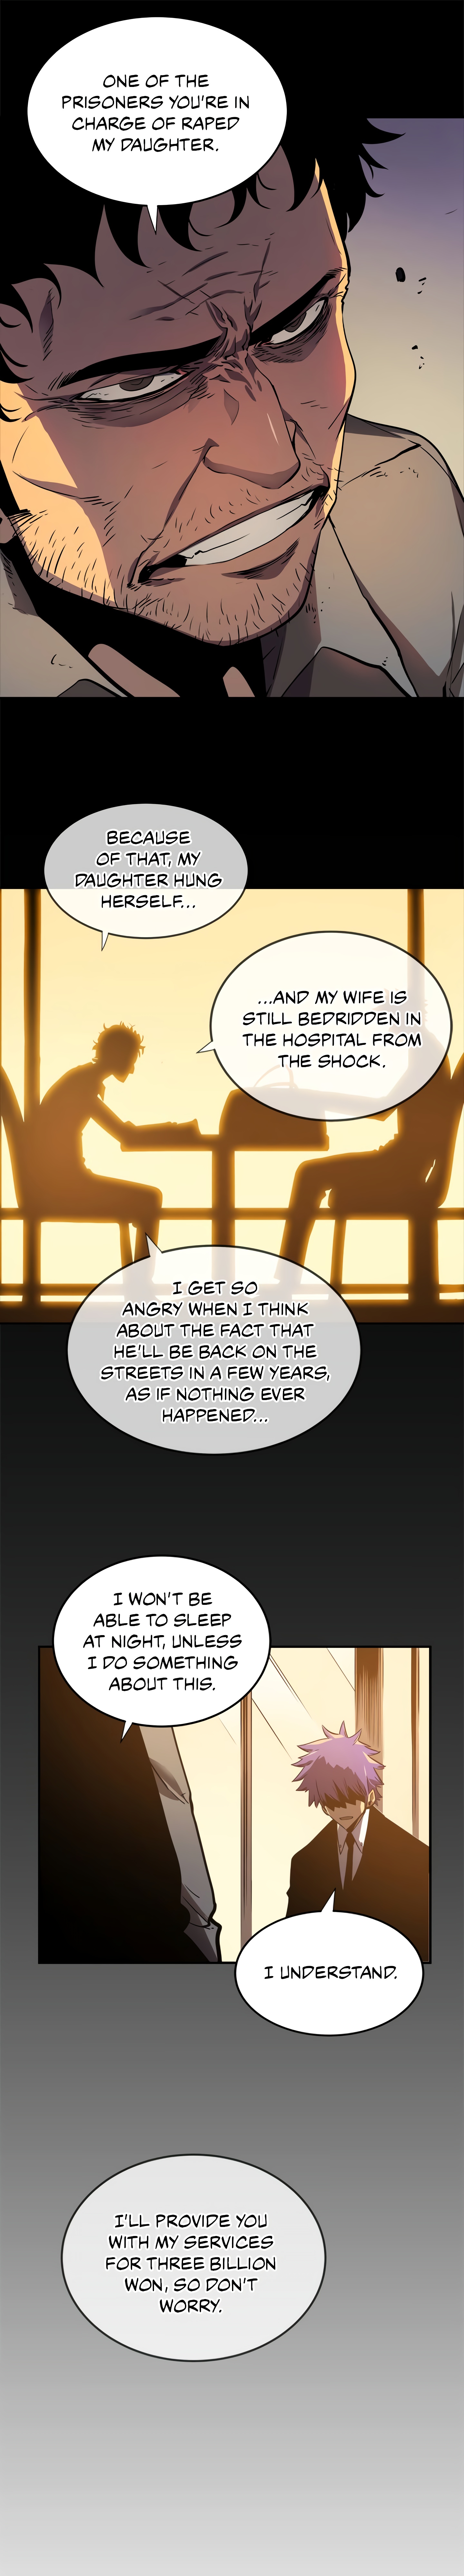 ONE OF THE
PRISONERS YOU'RE IN
CHARGE OF RAPED
MY DAUGHTER.
BECAUSE
OF THAT, MY
DAUGHTER HUNG
HERSELF...
...AND MY WIFE IS
STILL BEDRIDDEN IN
THE HOSPITAL FROM
THE SHOCK.
I GET SO
ANGRY WHEN I THINK
ABOUT THE FACT THAT
HE'LL BE BACK ON THE
STREETS IN A FEW YEARS,
AS IF NOTHING EVER
HAPPENED...
I WON'T BE
ABLE TO SLEEP
AT NIGHT, UNLESS
I DO SOMETHING
ABOUT THIS.
I UNDERSTAND.
I'LL PROVIDE YOU
WITH MY SERVICES
FOR THREE BILLION
WON, SO DON'T
WORRY.